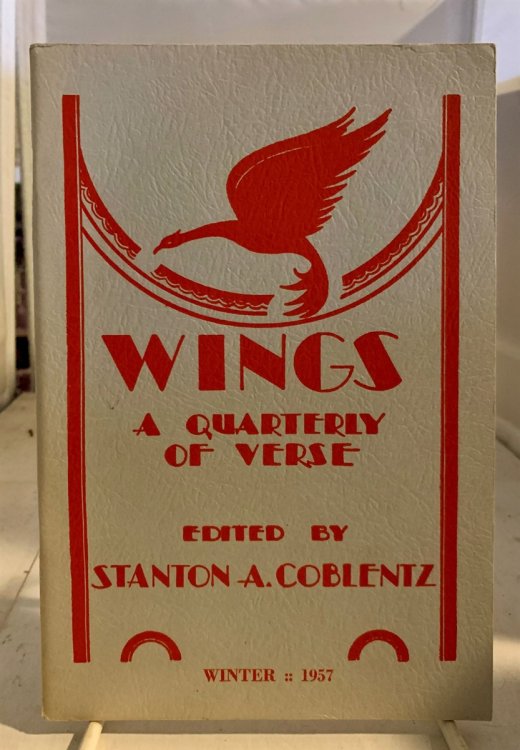 WINGS
A QUARTERLY
OF VERSE
EDITED BY
STANTON A. COBLENTZ
WINTER :: 1957